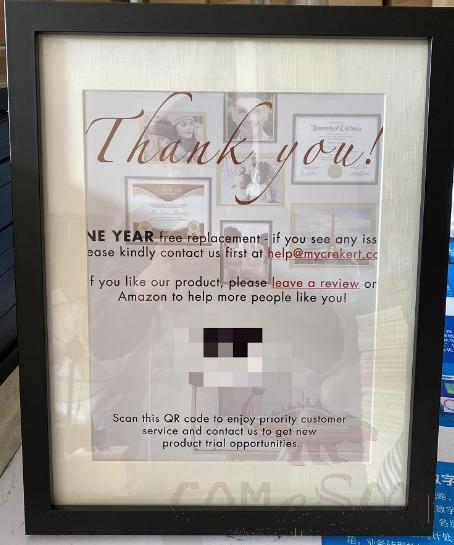 Thank you!
University of California
NE YEAR free replacement - if you see any iss
ease kindly contact us first at help@mycrekert.co
f you like our product, please leave a review or
Amazon to help more people like you!
Scan this QR code to enjoy priority customer
service and contact us to get new
product trial opportunities.